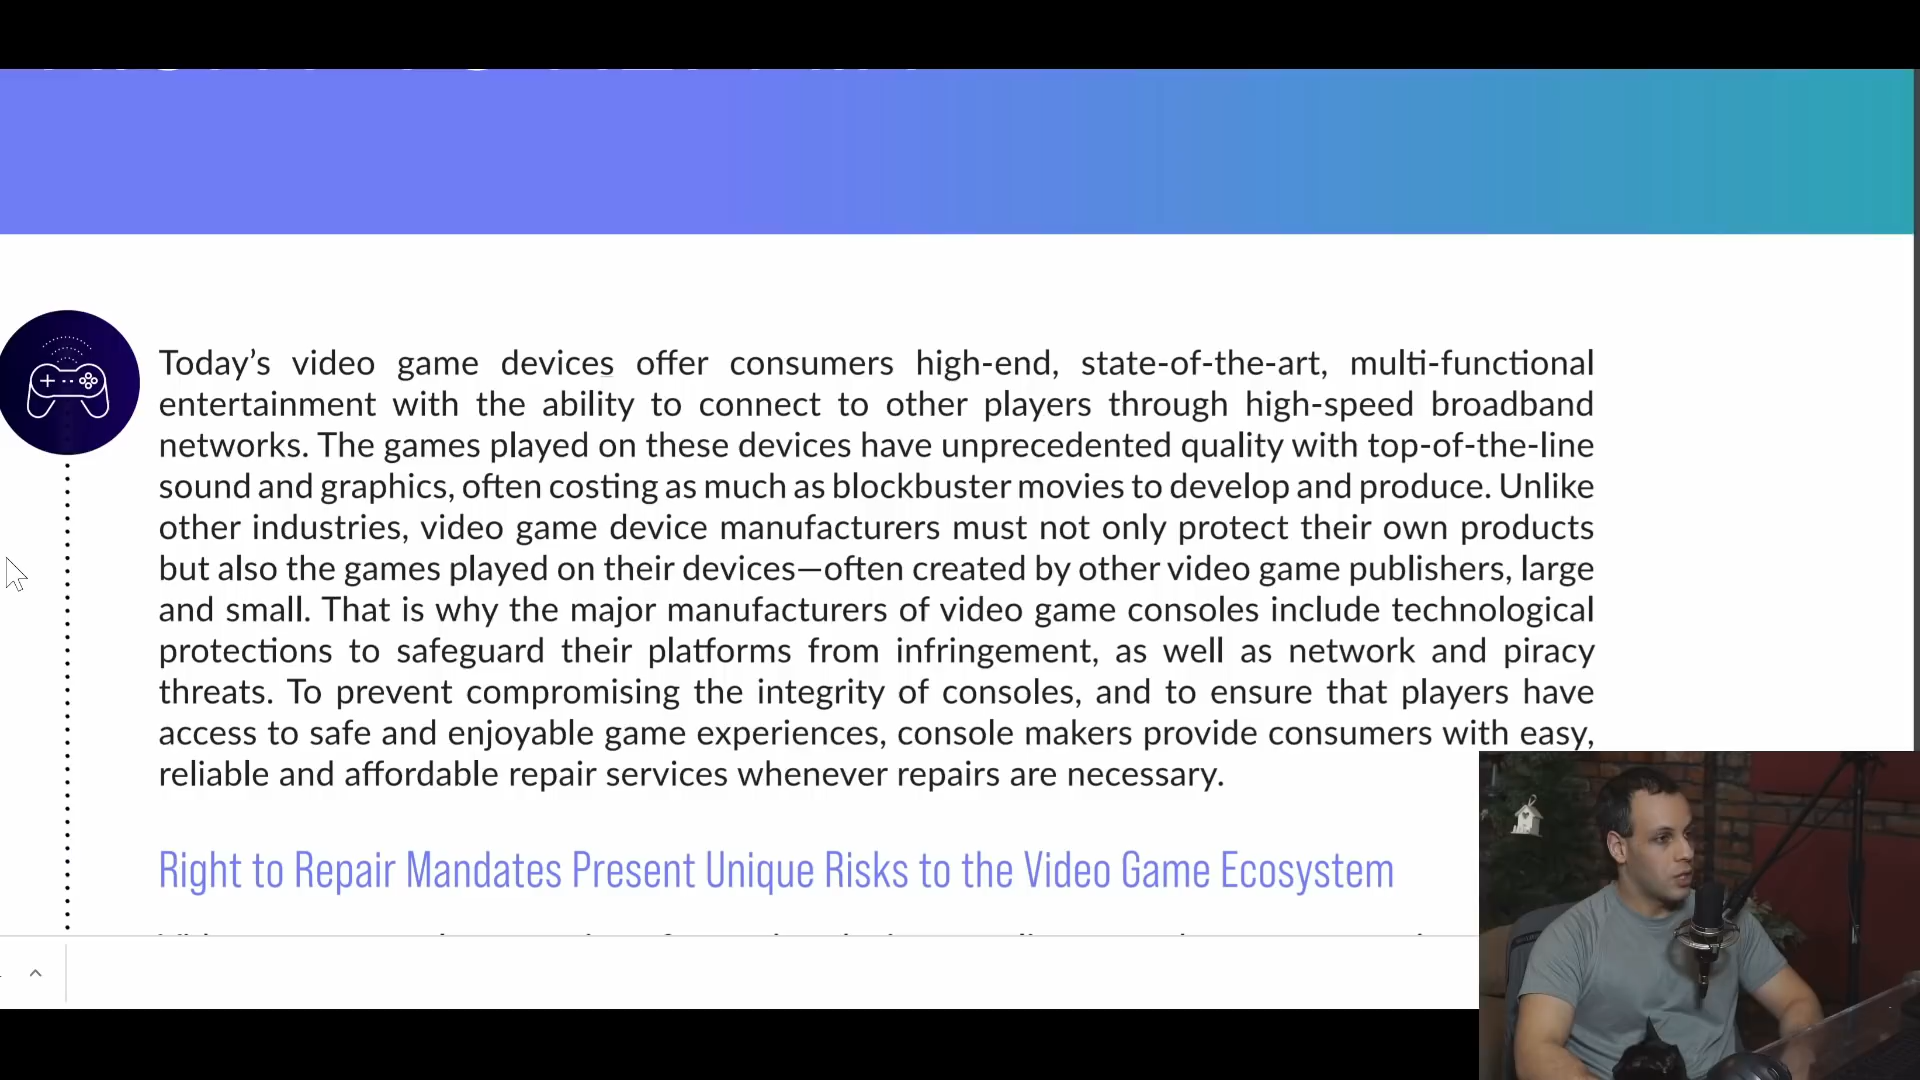 Today's video game devices offer consumers high-end, state-of-the-art, multi-functional
entertainment with the ability to connect to other players through high-speed broadband
networks. The games played on these devices have unprecedented quality with top-of-the-line
sound and graphics, often costing as much as blockbuster movies to develop and produce. Unlike
other industries, video game device manufacturers must not only protect their own products
but also the games played on their devices—often created by other video game publishers, large
and small. That is why the major manufacturers of video game consoles include technological
protections to safeguard their platforms from infringement, as well as network and piracy
threats. To prevent compromising the integrity of consoles, and to ensure that players have
access to safe and enjoyable game experiences, console makers provide consumers with easy,
reliable and affordable repair services whenever repairs are necessary.
Right to Repair Mandates Present Unique Risks to the Video Game Ecosystem